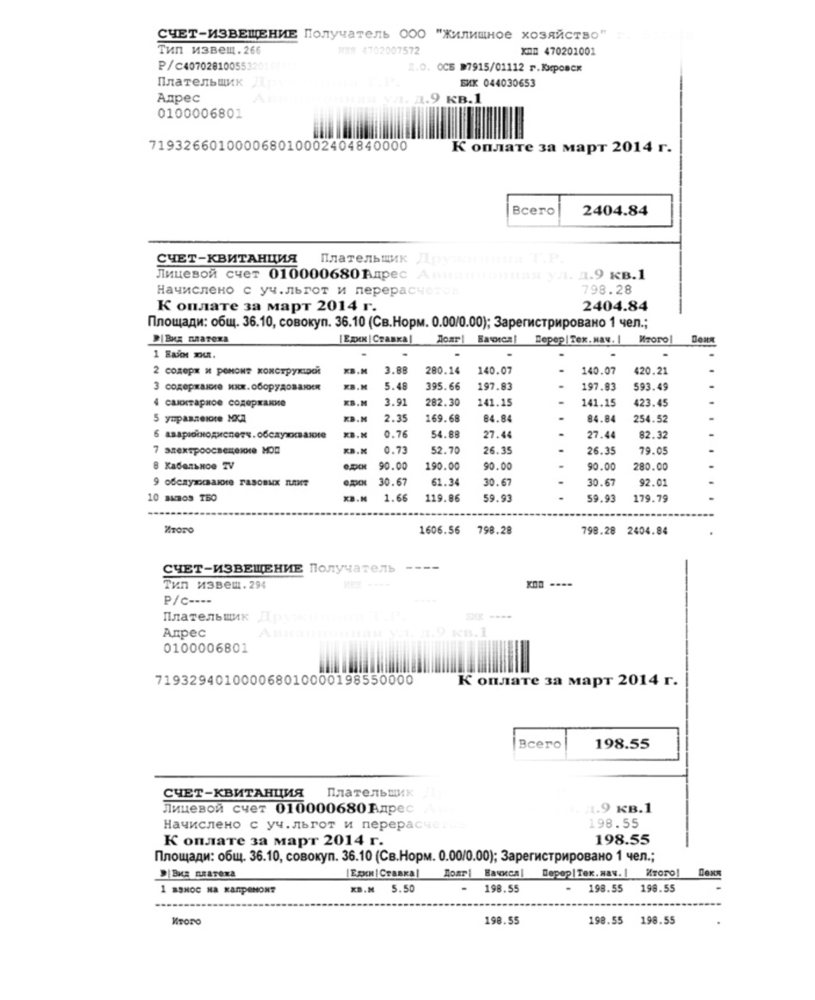 СЧЕТ-ИЗВЕЩЕНИЕ Получатель ООО "Жилищное хозяйство"
Тип извещ.266 ИНН 4702007572 КПП 470201001
Р/с4070281005532 Д.О. ОСБ №7915/01112 г.Кировск
Плательщик БИК 044030653
Адрес Авиационная ул. д.9 кв.1
0100006801
719326601000068010002404840000 К оплате за март 2014 г.
Всего 2404.84
СЧЕТ-КВИТАНЦИЯ Плательщик Дружинина Т.Р.
Лицевой счет 0100006801 Адрес Авиационная ул. д.9 кв.1
Начислено с уч.льгот и перерасчетов 798.28
К оплате за март 2014 г. 2404.84
Площади: общ. 36.10, совокуп. 36.10 (Св.Норм. 0.00/0.00); Зарегистрировано 1 чел.;
№|Вид платежа |Един|Ставка| Долг| Начисл| Перер|Тек.нач.| Итого| Пеня
1 Найм жил. - - - - - - - -
2 содерж и ремонт конструкций кв.м 3.88 280.14 140.07 - 140.07 420.21 -
3 содержание инж.оборудования кв.м 5.48 395.66 197.83 - 197.83 593.49 -
4 санитарное содержание кв.м 3.91 282.30 141.15 - 141.15 423.45 -
5 управление МКД кв.м 2.35 169.68 84.84 - 84.84 254.52 -
6 аварийнодиспетч.обслуживание кв.м 0.76 54.88 27.44 - 27.44 82.32 -
7 электроосвещение МОП кв.м 0.73 52.70 26.35 - 26.35 79.05 -
8 Кабельное TV един 90.00 190.00 90.00 - 90.00 280.00 -
9 обслуживание газовых плит един 30.67 61.34 30.67 - 30.67 92.01 -
10 вывоз ТБО кв.м 1.66 119.86 59.93 - 59.93 179.79 -
Итого 1606.56 798.28 798.28 2404.84 .
СЧЕТ-ИЗВЕЩЕНИЕ Получатель ----
Тип извещ.294 ИНН ---- КПП ----
Р/с---- ----
Плательщик Дружинина Т.Р. БИК ----
Адрес Авиационная ул. д.9 кв.1
0100006801
7193294010000680100001985500​00 К оплате за март 2014 г.
Всего 198.55
СЧЕТ-КВИТАНЦИЯ Плательщик
Лицевой счет 0100006801 Адрес д.9 кв.1
Начислено с уч.льгот и перерасчетов 198.55
К оплате за март 2014 г. 198.55
Площади: общ. 36.10, совокуп. 36.10 (Св.Норм. 0.00/0.00); Зарегистрировано 1 чел.;
№|Вид платежа |Един|Ставка| Долг| Начисл| Перер|Тек.нач.| Итого| Пеня
1 взнос на капремонт кв.м 5.50 - 198.55 - 198.55 198.55 -
Итого 198.55 198.55 198.55 .